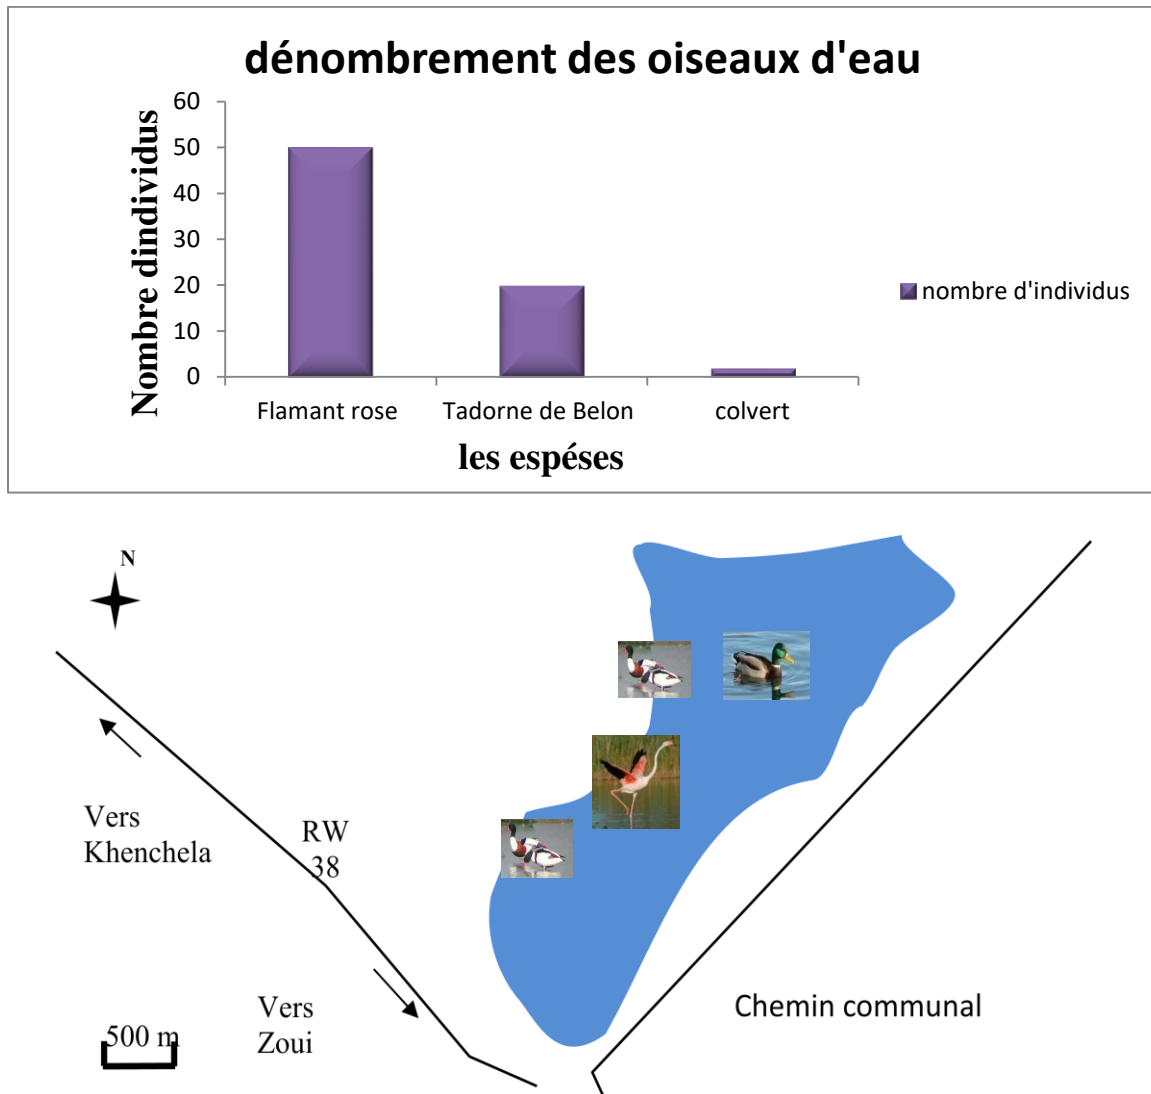 dénombrement des oiseaux d'eau
Nombre dindividus
60
50
40
30
20
10
0
Flamant rose
Tadorne de Belon
colvert
les espéses
nombre d'individus
N
Vers
Khenchela
RW
38
Vers
Zoui
500 m
Chemin communal